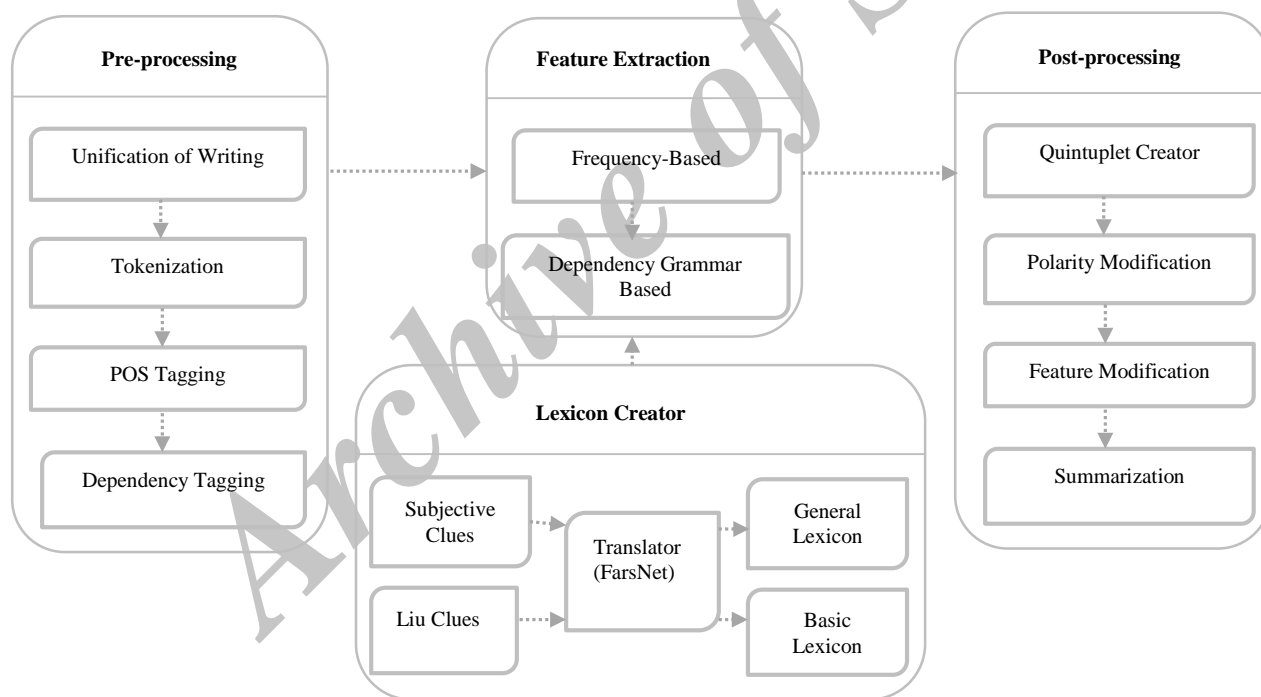 Pre-processing
Unification of Writing
Tokenization
POS Tagging
Dependency Tagging
Feature Extraction
Frequency-Based
Dependency Grammar
Based
Lexicon Creator
Subjective
Clues
Liu Clues
Translator
(FarsNet)
General
Lexicon
Basic
Lexicon
Post-processing
Quintuplet Creator
Polarity Modification
Feature Modification
Summarization
Archive of S